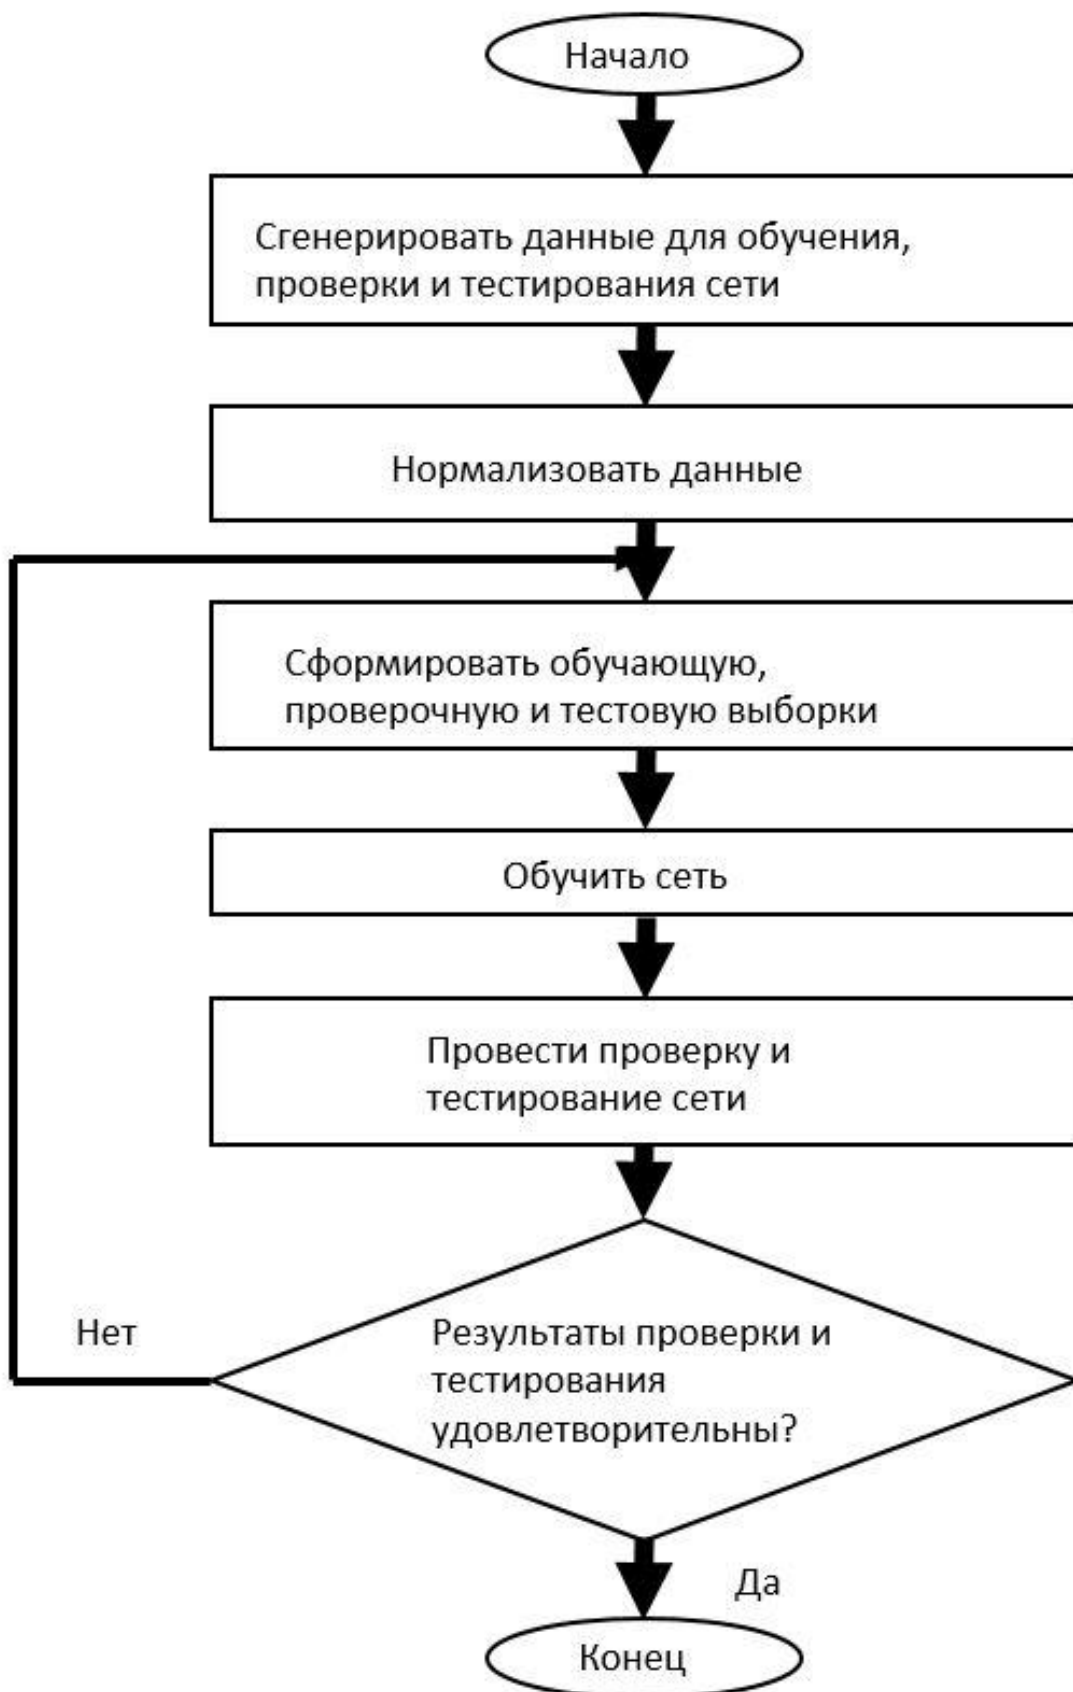 Начало
Сгенерировать данные для обучения,
проверки и тестирования сети
Нормализовать данные
Сформировать обучающую,
проверочную и тестовую выборки
Обучить сеть
Провести проверку и
тестирование сети
Нет
Результаты проверки и
тестирования
удовлетворительны?
Да
Конец